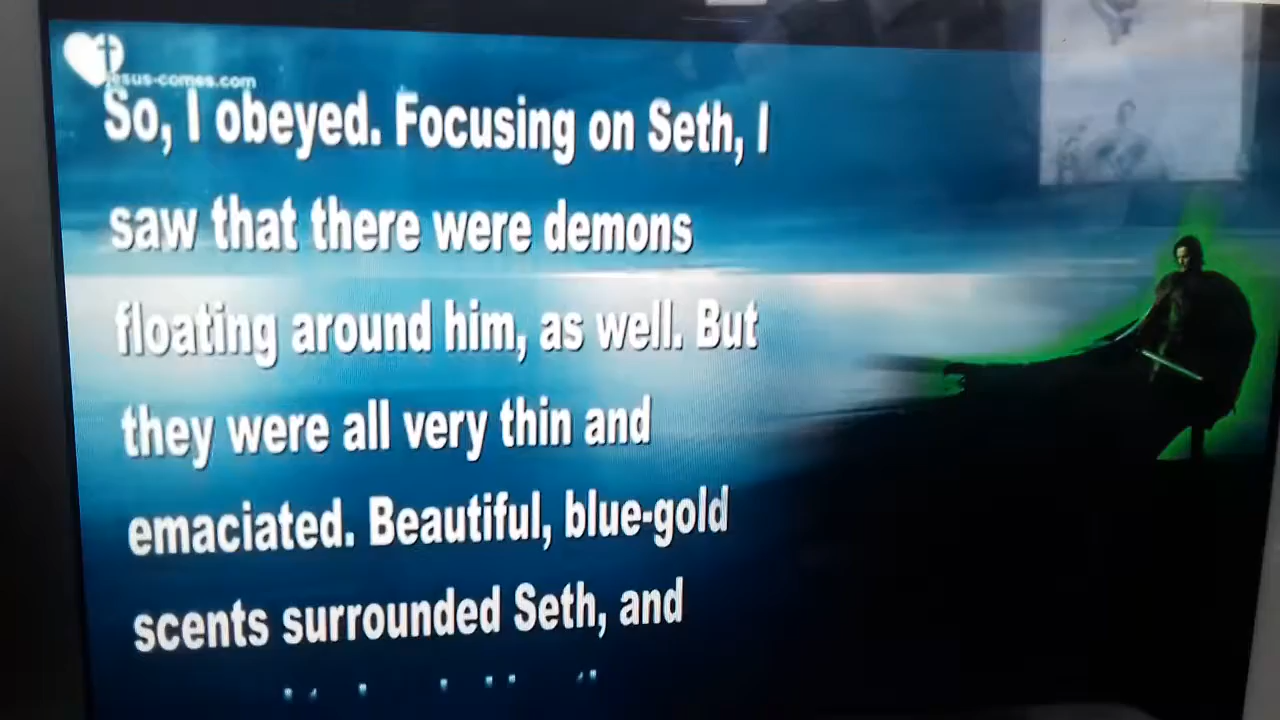 jesus-comes.com
So, I obeyed. Focusing on Seth, I
saw that there were demons
floating around him, as well. But
they were all very thin and
emaciated. Beautiful, blue-gold
scents surrounded Seth, and